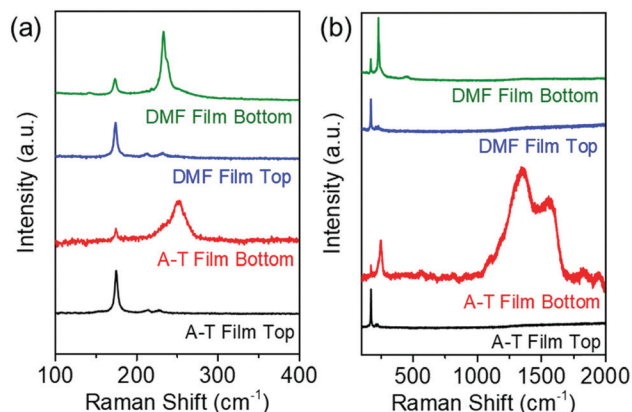 (a)
Intensity (a.u.)
DMF Film Bottom
DMF Film Top
A-T Film Bottom
A-T Film Top
100 200 300 400
Raman Shift (cm⁻¹)
(b)
Intensity (a.u.)
DMF Film Bottom
DMF Film Top
A-T Film Bottom
A-T Film Top
500 1000 1500 2000
Raman Shift (cm⁻¹)